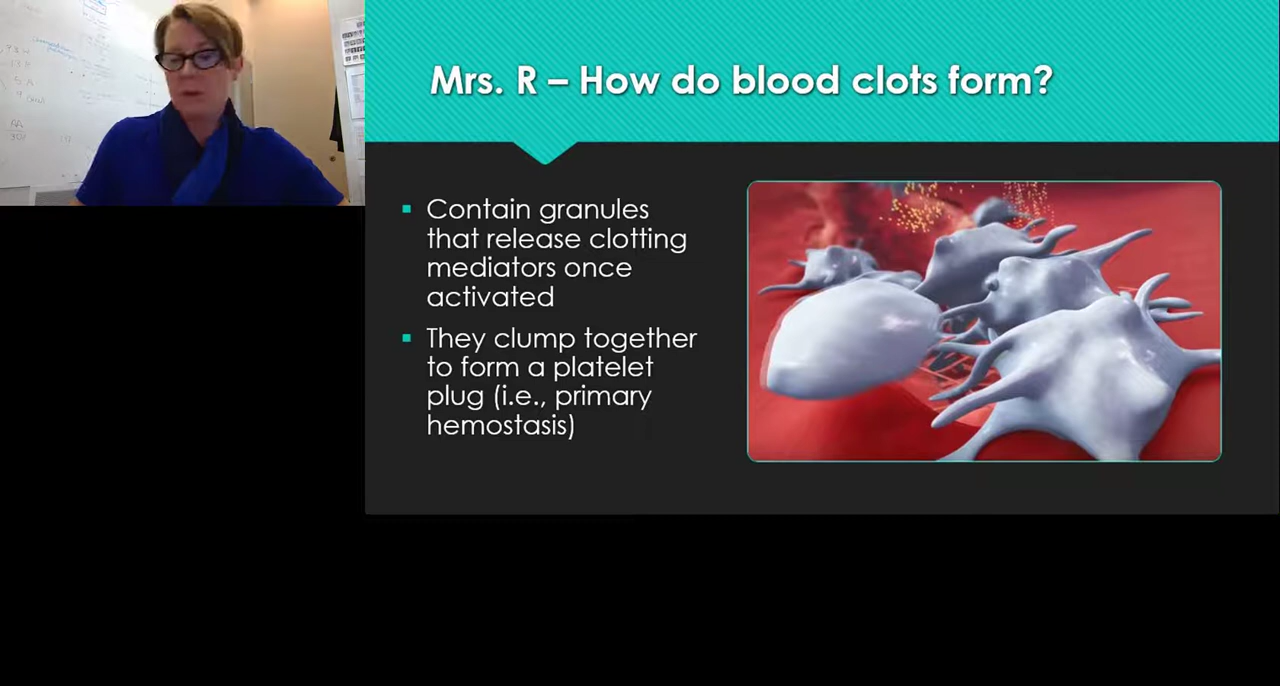 Mrs. R – How do blood clots form?
Contain granules
that release clotting
mediators once
activated
They clump together
to form a platelet
plug (i.e., primary
hemostasis)